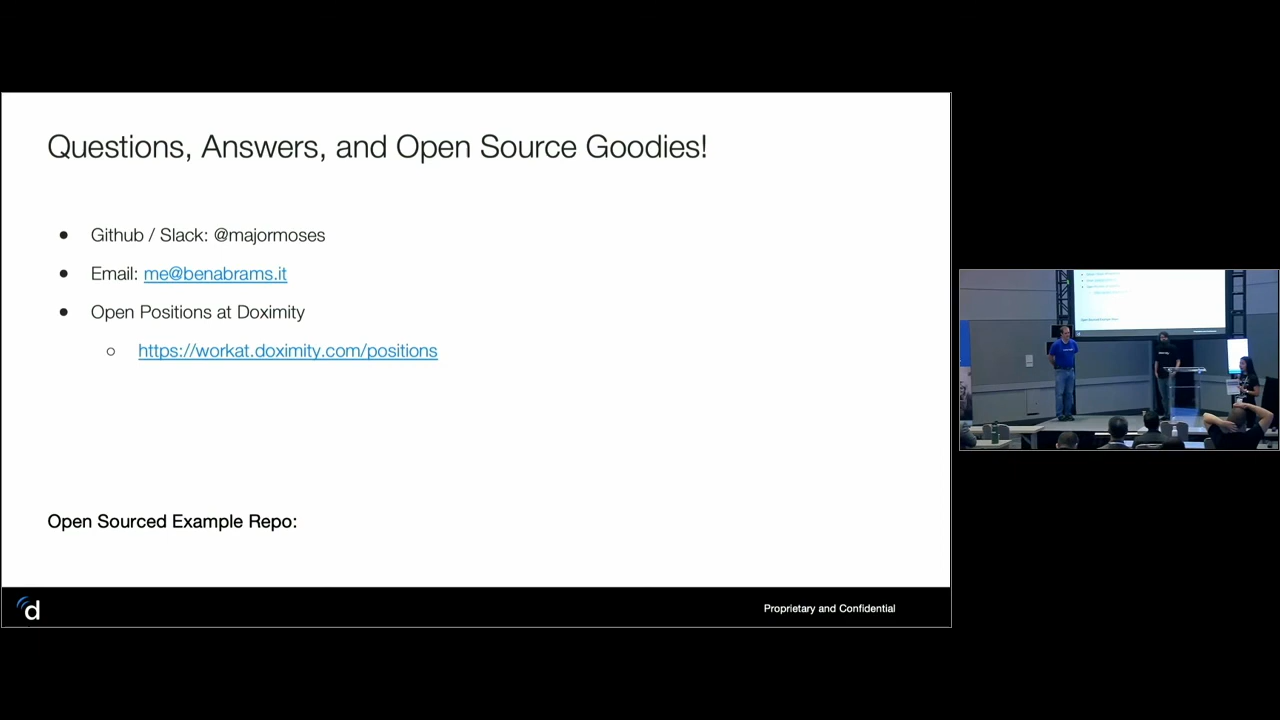 Questions, Answers, and Open Source Goodies!
● Github / Slack: @majormoses
● Email: me@benabrams.it
● Open Positions at Doximity
○ https://workat.doximity.com/positions
Open Sourced Example Repo:
d
Proprietary and Confidential